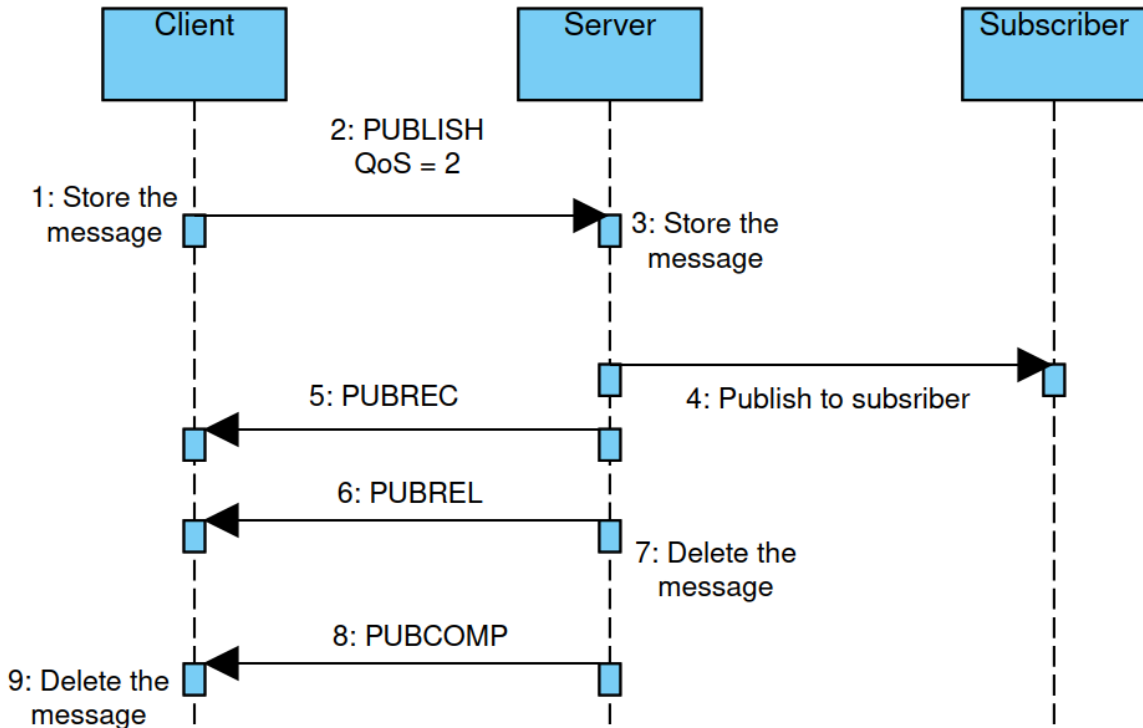 Client
Server
Subscriber
2: PUBLISH
QoS = 2
1: Store the
message
3: Store the
message
4: Publish to subsriber
5: PUBREC
6: PUBREL
7: Delete the
message
8: PUBCOMP
9: Delete the
message